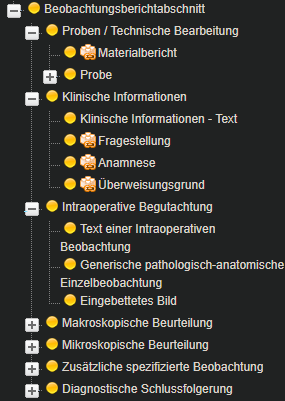 Beobachtungsberichtabschnitt
Proben / Technische Bearbeitung
Materialbericht
Probe
Klinische Informationen
Klinische Informationen - Text
Fragestellung
Anamnese
Überweisungsgrund
Intraoperative Begutachtung
Text einer Intraoperativen
Beobachtung
Generische pathologisch-anatomische
Einzelbeobachtung
Eingebettetes Bild
Makroskopische Beurteilung
Mikroskopische Beurteilung
Zusätzliche spezifizierte Beobachtung
Diagnostische Schlussfolgerung